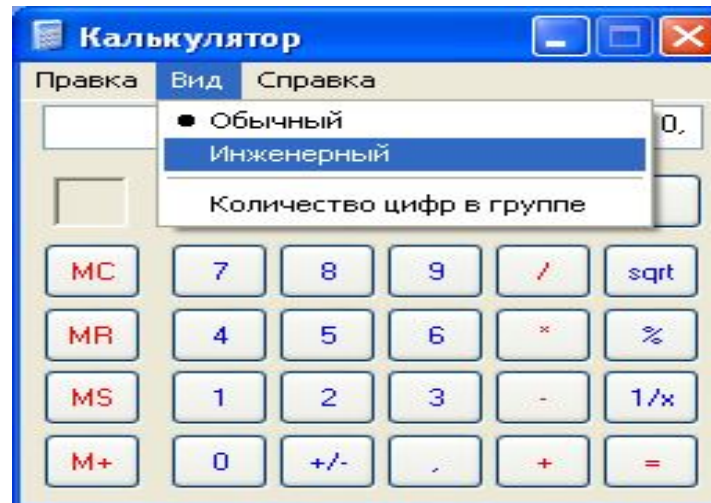 Калькулятор
Правка Вид Справка
0,
Обычный
Инженерный
Количество цифр в группе
MC 7 8 9 / sqrt
MR 4 5 6 * %
MS 1 2 3 - 1/x
M+ 0 +/- , + =